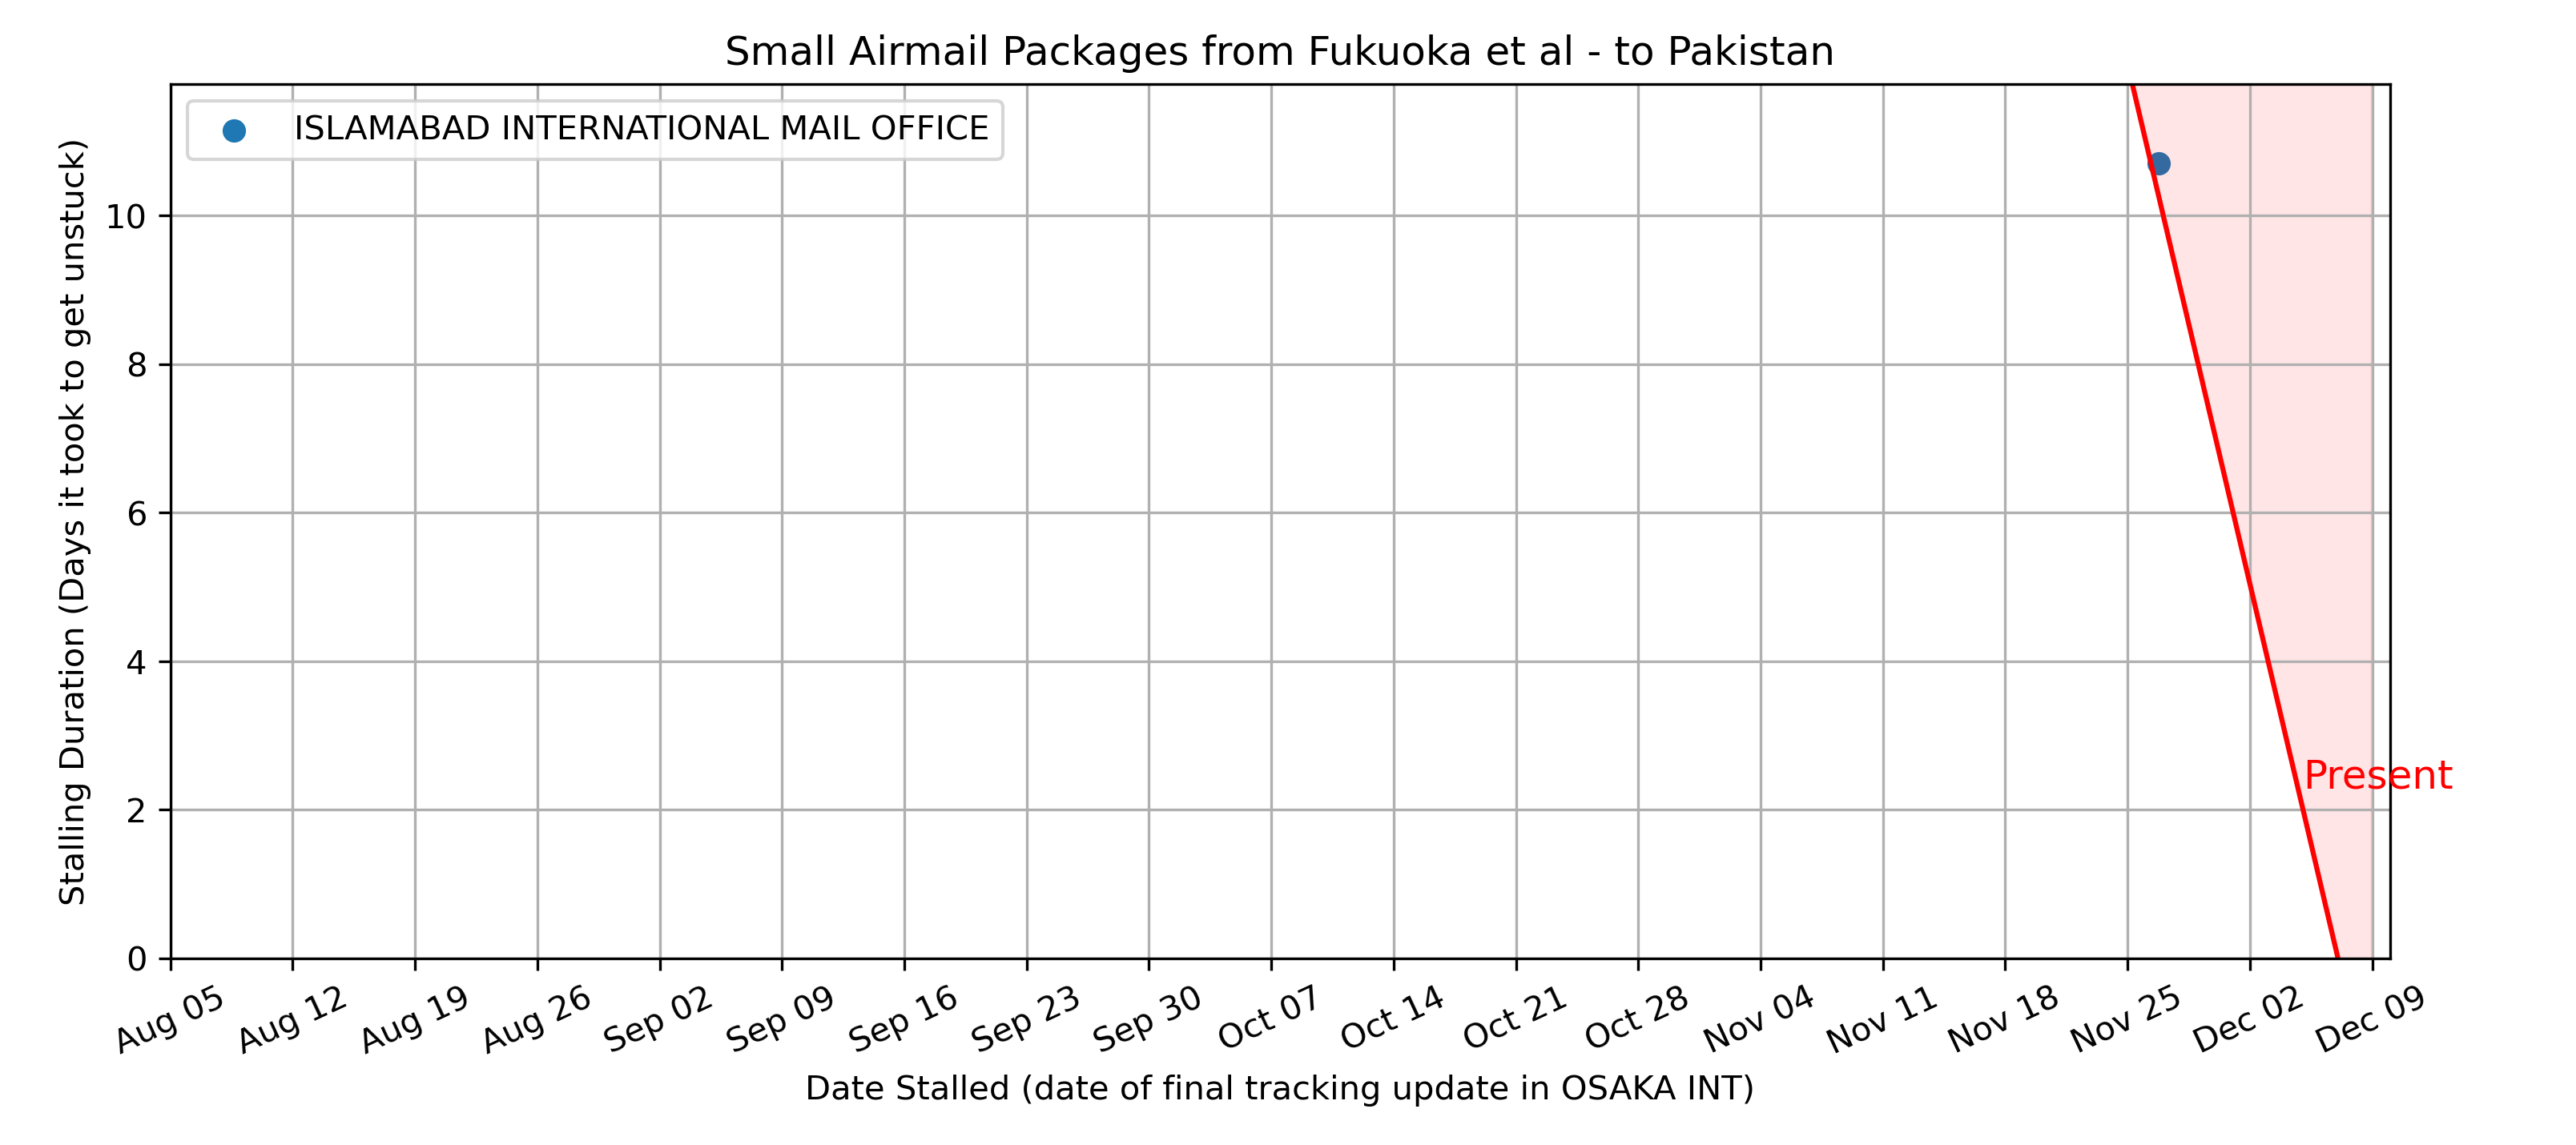 Small Airmail Packages from Fukuoka et al - to Pakistan
ISLAMABAD INTERNATIONAL MAIL OFFICE
Stalling Duration (Days it took to get unstuck)
10
8
6
4
2
0
Present
Aug 05
Aug 12
Aug 19
Aug 26
Sep 02
Sep 09
Sep 16
Sep 23
Sep 30
Oct 07
Oct 14
Oct 21
Oct 28
Nov 04
Nov 11
Nov 18
Nov 25
Dec 02
Dec 09
Date Stalled (date of final tracking update in OSAKA INT)